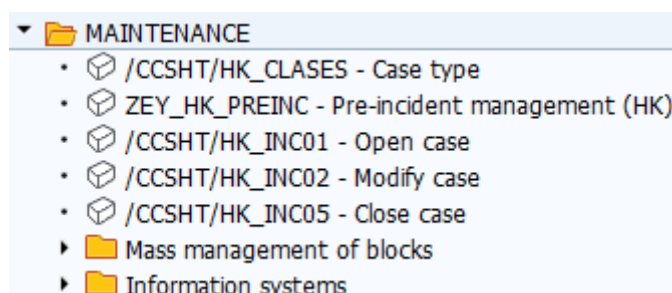 MAINTENANCE
/CCSHT/HK_CLASES - Case type
ZEY_HK_PREINC - Pre-incident management (HK)
/CCSHT/HK_INC01 - Open case
/CCSHT/HK_INC02 - Modify case
/CCSHT/HK_INC05 - Close case
Mass management of blocks
Information systems